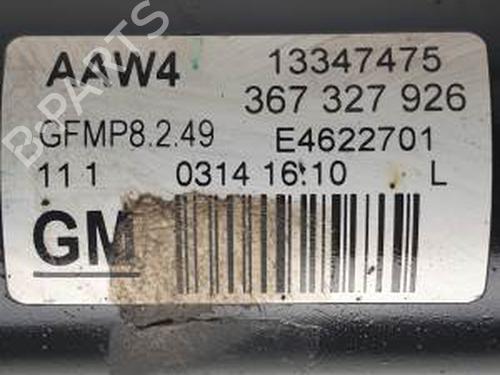 AAW4 13347475
367 327 926
GFMP8.2.49 E4622701
11 1 0314 16:10 L
GM
B-PARTS